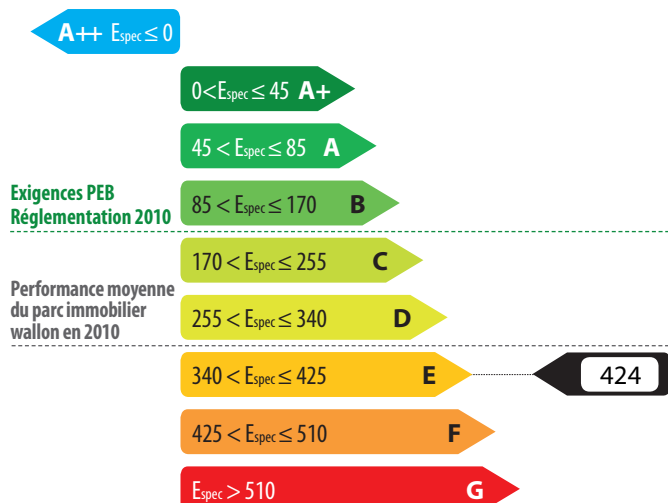 A++ Espec ≤ 0
0<Espec ≤ 45 A+
45 < Espec ≤ 85 A
Exigences PEB
Réglementation 2010
85 < Espec ≤ 170 B
170 < Espec ≤ 255 C
Performance moyenne
du parc immobilier
wallon en 2010
255 < Espec ≤ 340 D
340 < Espec ≤ 425 E
424
425 < Espec ≤ 510 F
Espec > 510 G